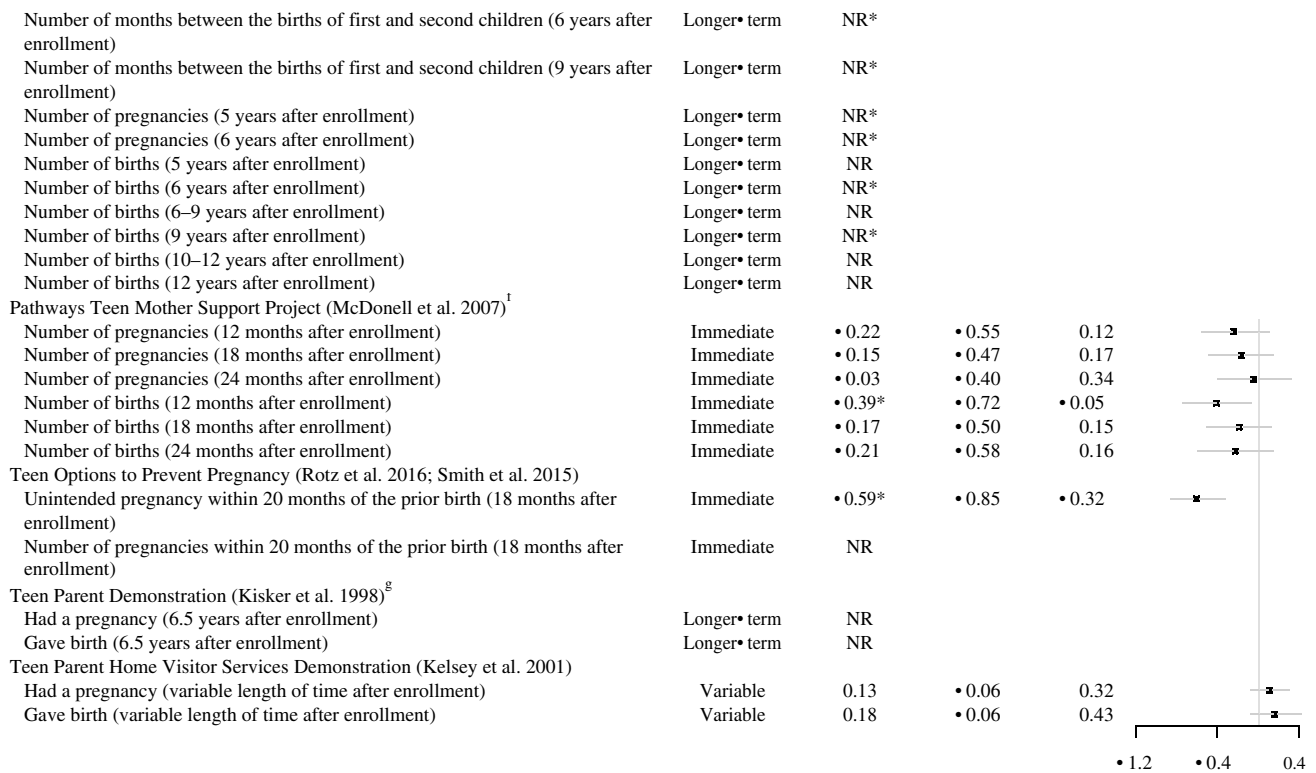 Number of months between the births of first and second children (6 years after Longer• term NR*
enrollment)
Number of months between the births of first and second children (9 years after Longer• term NR*
enrollment)
Number of pregnancies (5 years after enrollment) Longer• term NR*
Number of pregnancies (6 years after enrollment) Longer• term NR*
Number of births (5 years after enrollment) Longer• term NR
Number of births (6 years after enrollment) Longer• term NR*
Number of births (6–9 years after enrollment) Longer• term NR
Number of births (9 years after enrollment) Longer• term NR*
Number of births (10–12 years after enrollment) Longer• term NR
Number of births (12 years after enrollment) Longer• term NR
Pathways Teen Mother Support Project (McDonell et al. 2007)f
Number of pregnancies (12 months after enrollment) Immediate • 0.22 • 0.55 0.12
Number of pregnancies (18 months after enrollment) Immediate • 0.15 • 0.47 0.17
Number of pregnancies (24 months after enrollment) Immediate • 0.03 • 0.40 0.34
Number of births (12 months after enrollment) Immediate • 0.39* • 0.72 • 0.05
Number of births (18 months after enrollment) Immediate • 0.17 • 0.50 0.15
Number of births (24 months after enrollment) Immediate • 0.21 • 0.58 0.16
Teen Options to Prevent Pregnancy (Rotz et al. 2016; Smith et al. 2015)
Unintended pregnancy within 20 months of the prior birth (18 months after Immediate • 0.59* • 0.85 • 0.32
enrollment)
Number of pregnancies within 20 months of the prior birth (18 months after Immediate NR
enrollment)
Teen Parent Demonstration (Kisker et al. 1998)g
Had a pregnancy (6.5 years after enrollment) Longer• term NR
Gave birth (6.5 years after enrollment) Longer• term NR
Teen Parent Home Visitor Services Demonstration (Kelsey et al. 2001)
Had a pregnancy (variable length of time after enrollment) Variable 0.13 • 0.06 0.32
Gave birth (variable length of time after enrollment) Variable 0.18 • 0.06 0.43
• 1.2 • 0.4 0.4